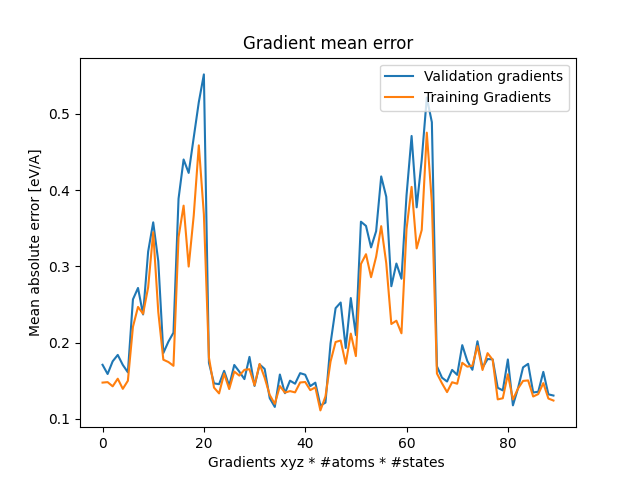 Gradient mean error
Validation gradients
Training Gradients
0.5
0.4
0.3
0.2
0.1
Mean absolute error [eV/A]
0 20 40 60 80
Gradients xyz * #atoms * #states